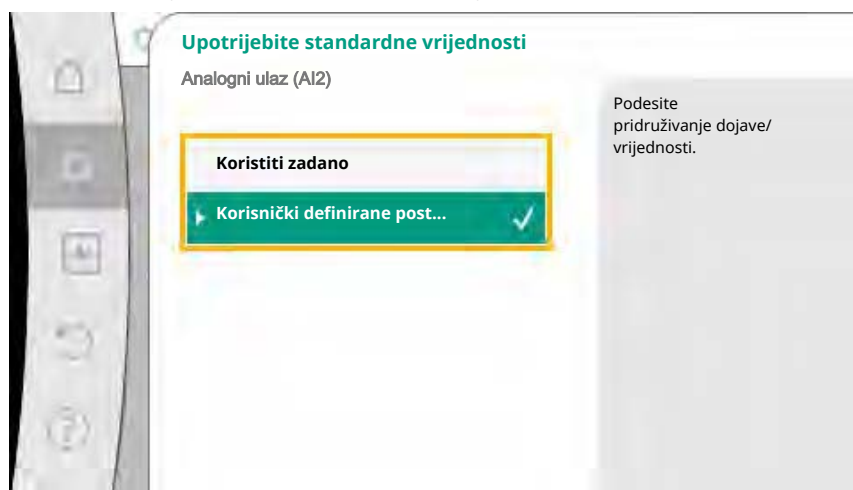 Upotrijebite standardne vrijednosti
Analogni ulaz (AI2)
Podesite
pridruživanje dojave/
vrijednosti.
Koristiti zadano
Korisnički definirane post...